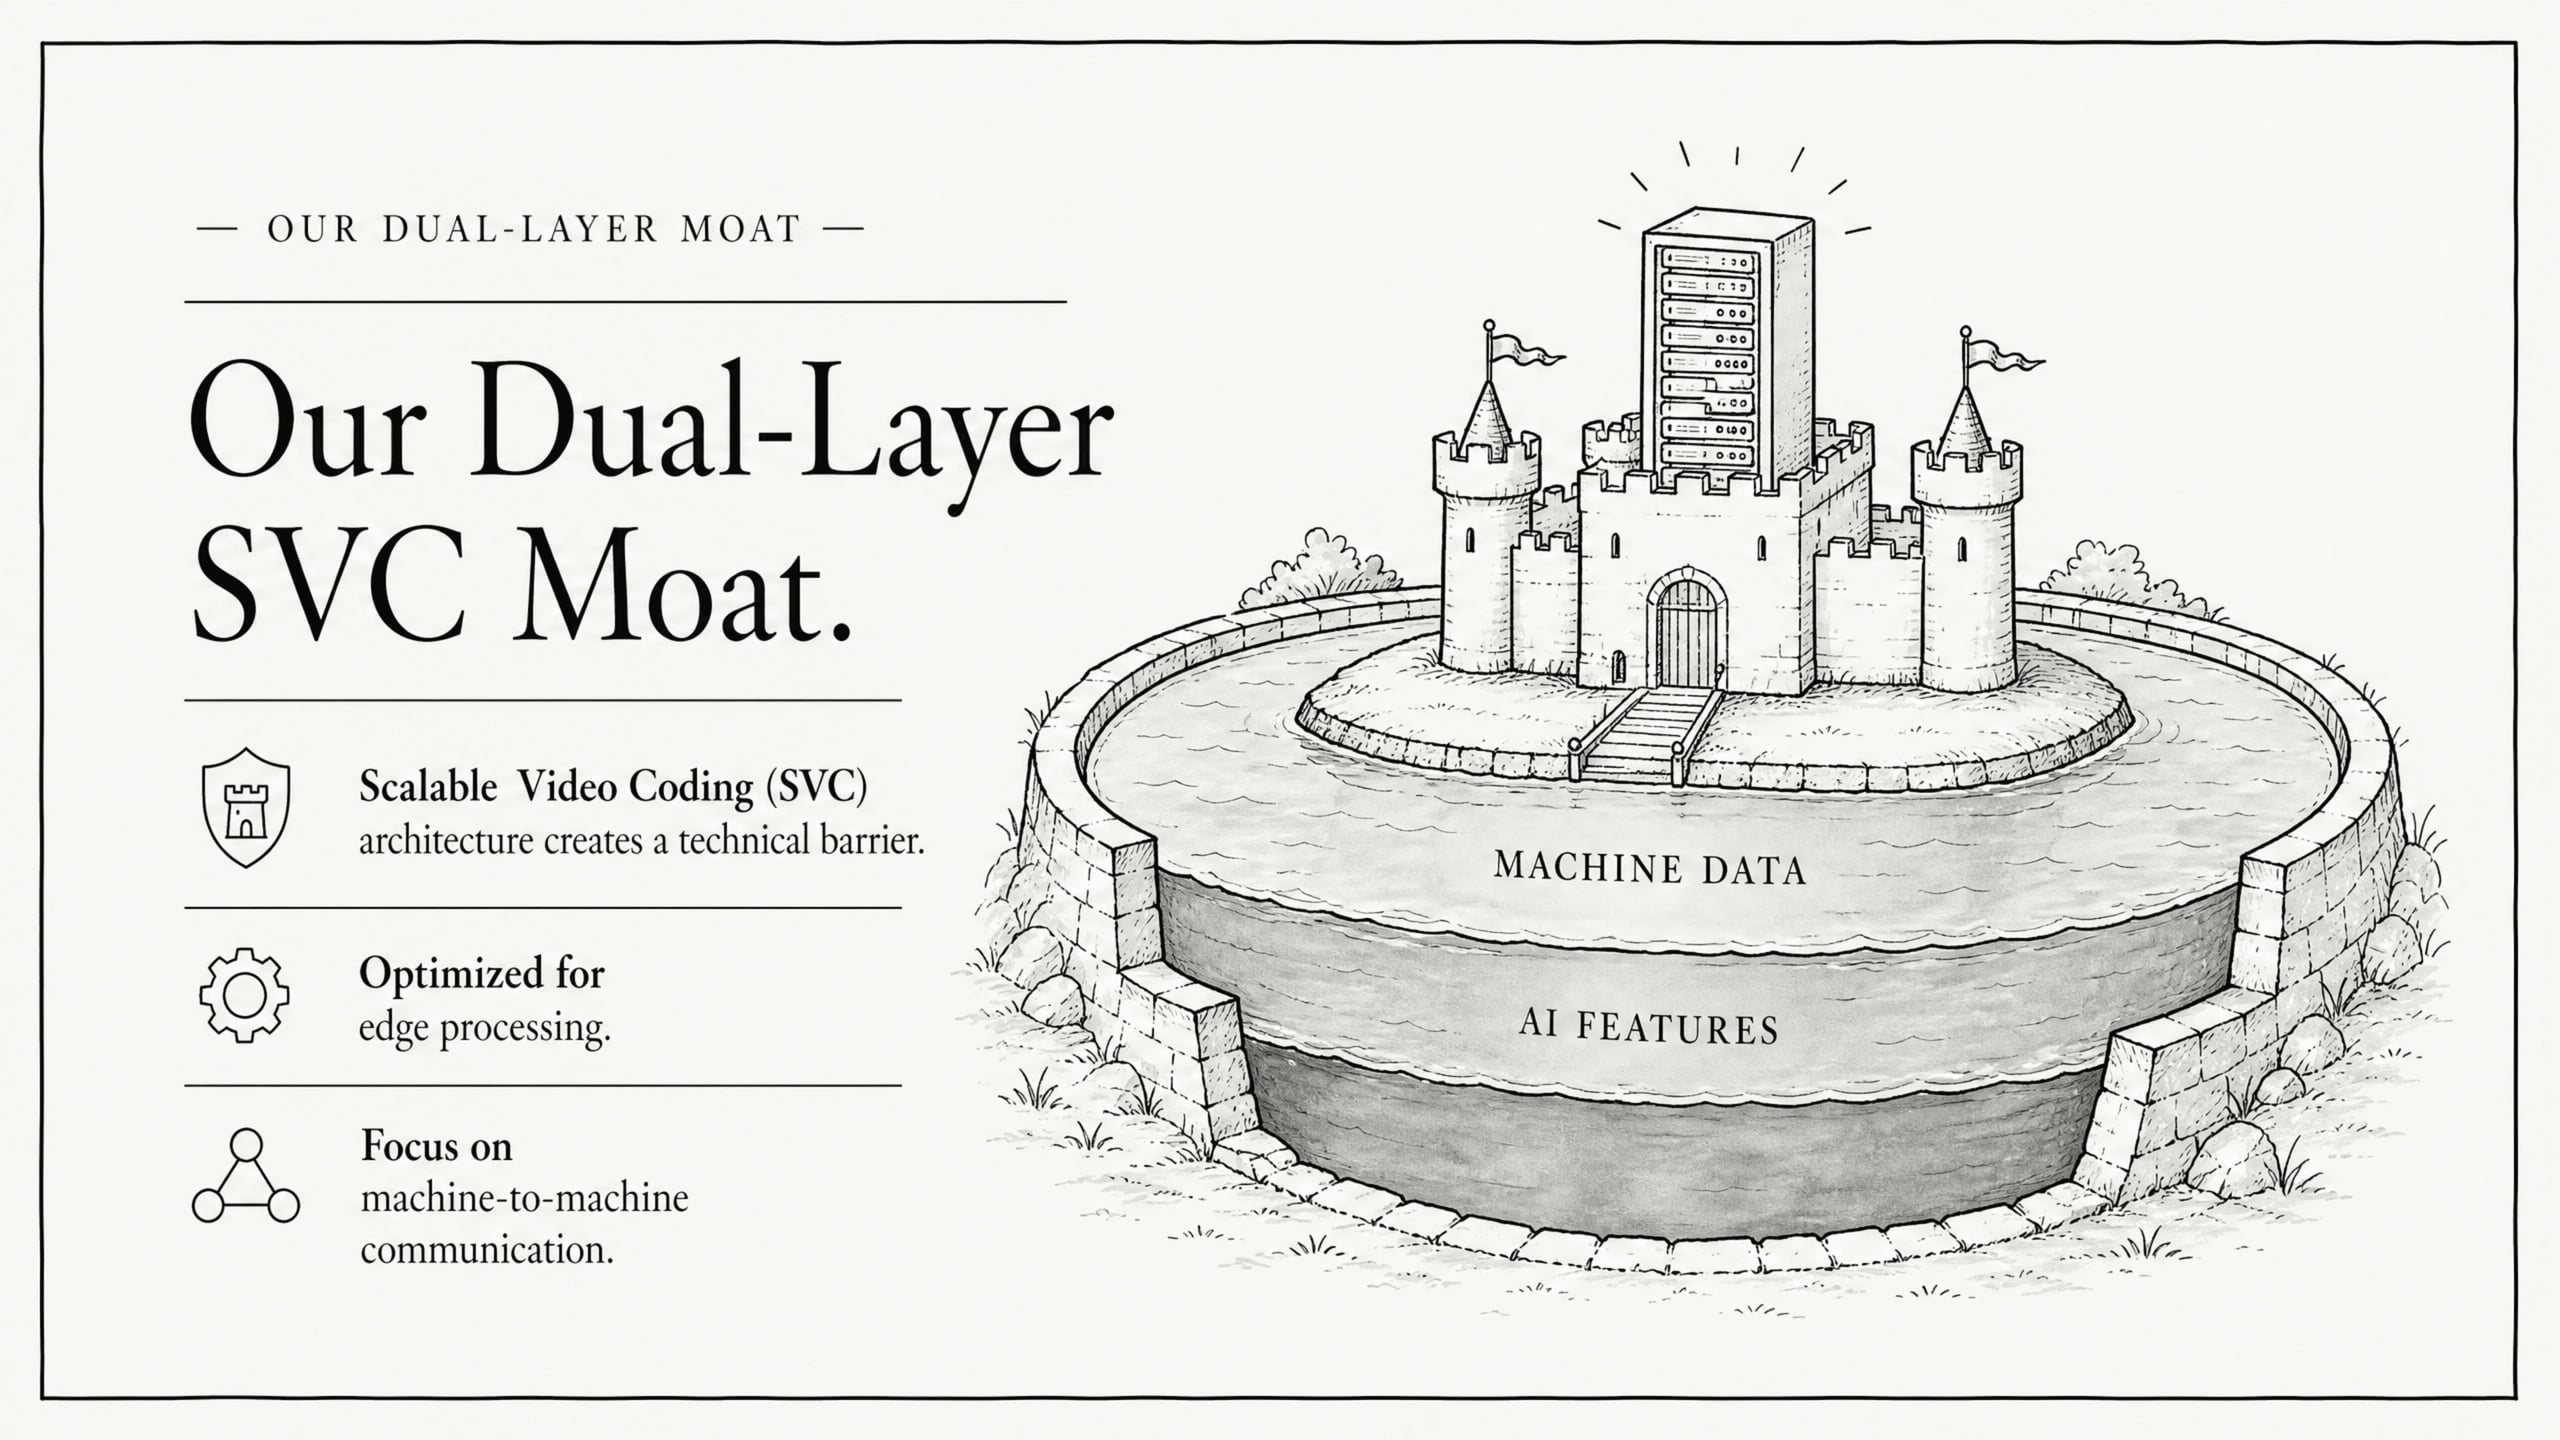 — OUR DUAL-LAYER MOAT —
Our Dual-Layer
SVC Moat.
Scalable Video Coding (SVC)
architecture creates a technical barrier.
Optimized for
edge processing.
Focus on
machine-to-machine
communication.
MACHINE DATA
AI FEATURES